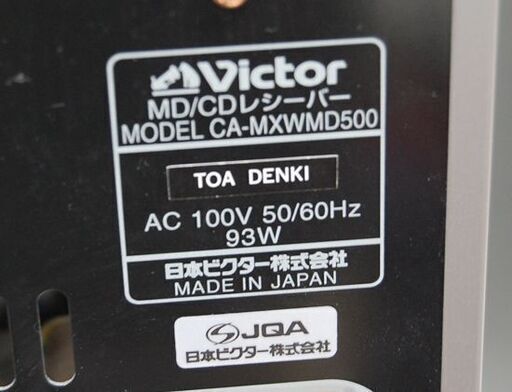 Victor
MD/CDレシーバー
MODEL CA-MXWMD500
TOA DENKI
AC 100V 50/60Hz
93W
日本ビクター株式会社
MADE IN JAPAN
JQA
日本ビクター株式会社